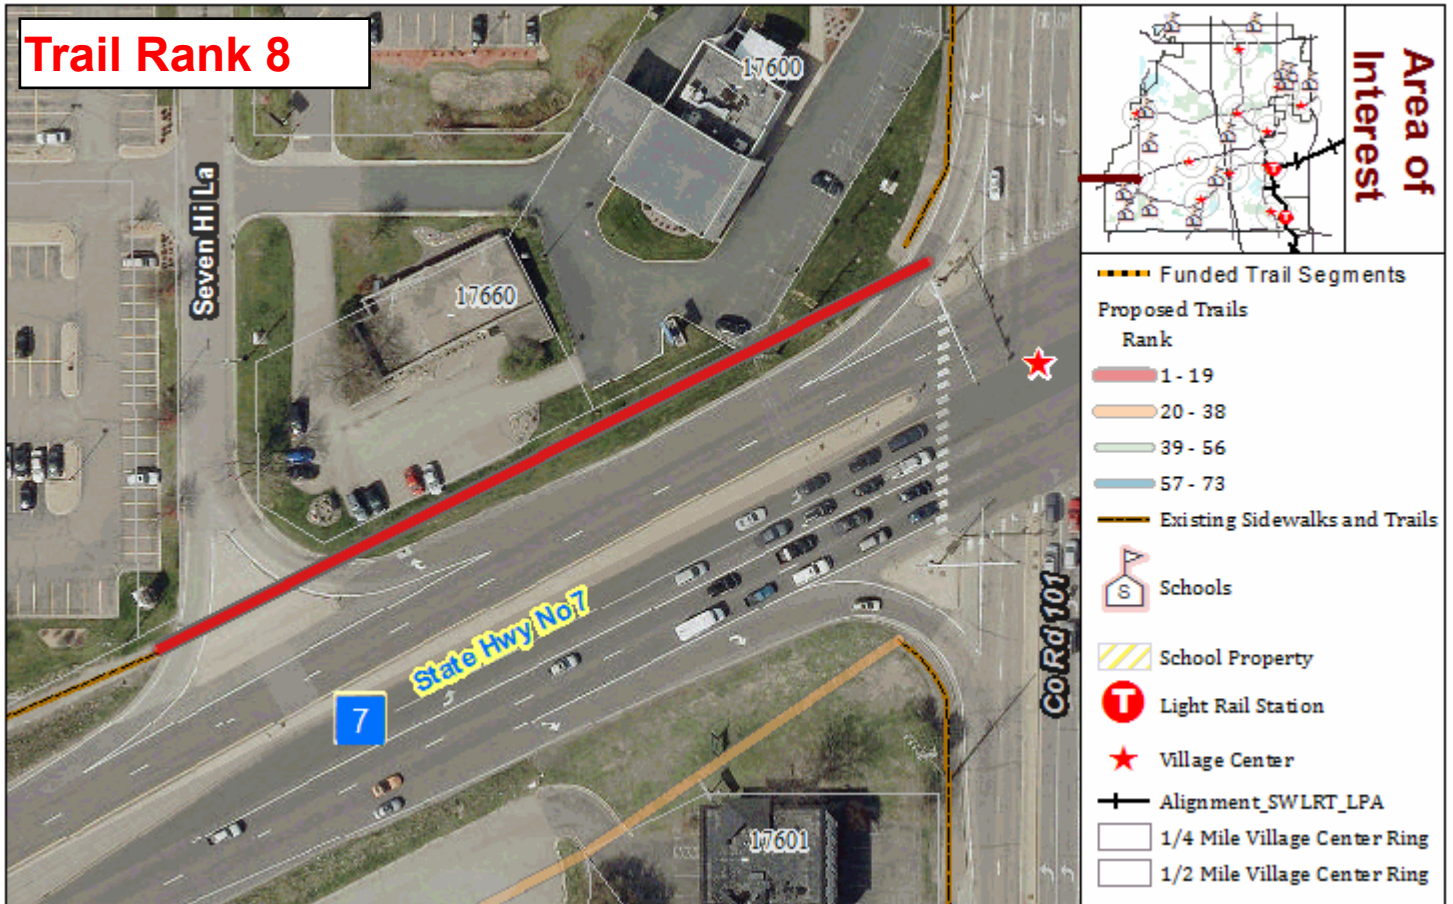 Trail Rank 8
17600
Seven Hi La
17660
State Hwy No 7
7
Co Rd 101
17601
Area of
Interest
T
T
Funded Trail Segments
Proposed Trails
Rank
1 - 19
20 - 38
39 - 56
57 - 73
Existing Sidewalks and Trails
S
Schools
School Property
T
Light Rail Station
Village Center
Alignment_SWLRT_LPA
1/4 Mile Village Center Ring
1/2 Mile Village Center Ring